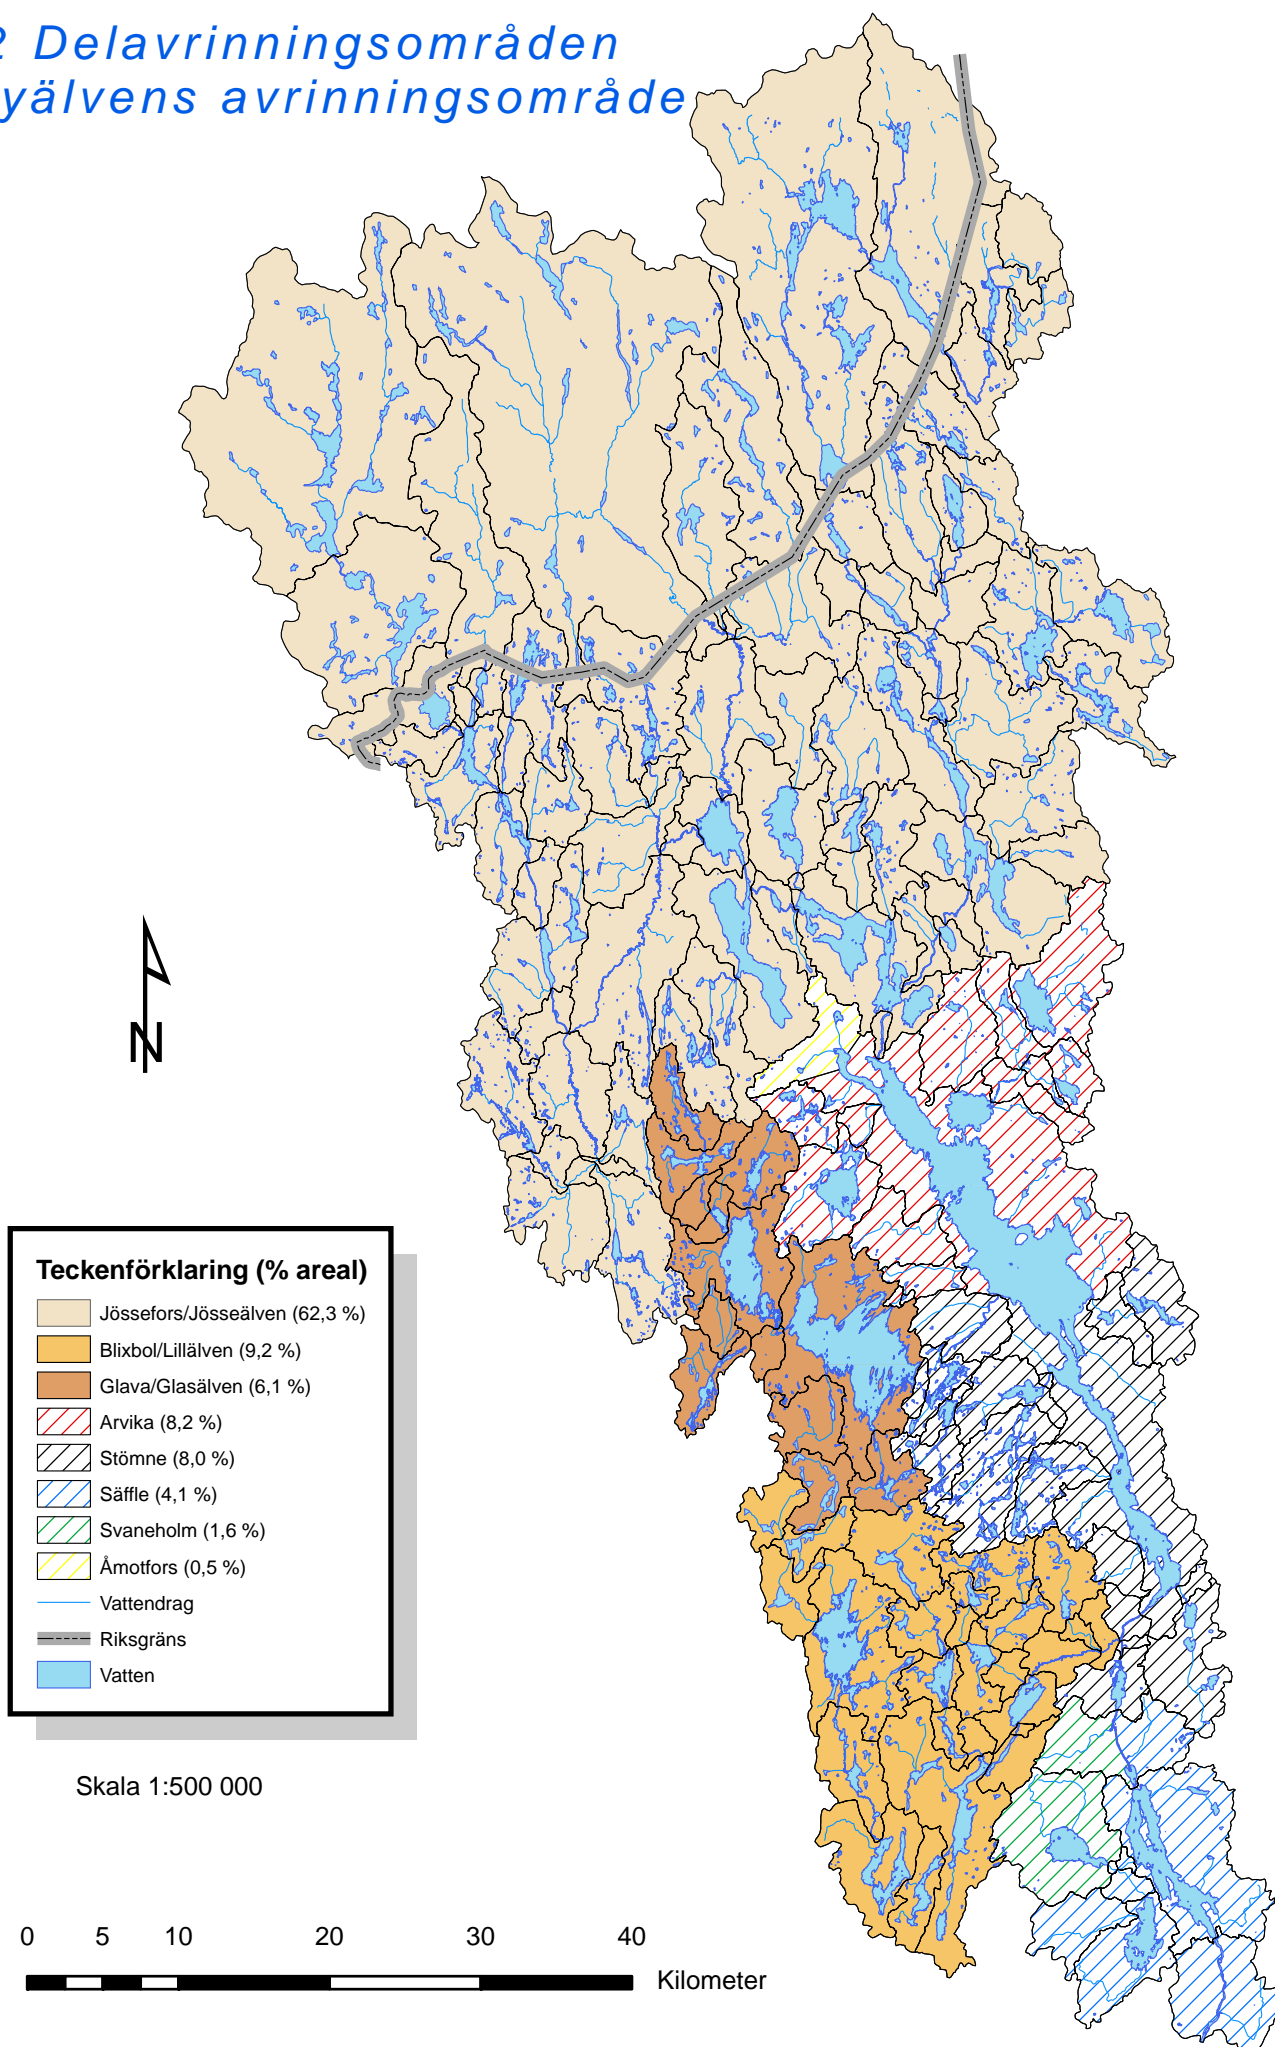 2 Delavrinningsområden
yälvens avrinningsområde
N
Teckenförklaring (% areal)
Jössefors/Jösseälven (62,3 %)
Blixbol/Lillälven (9,2 %)
Glava/Glasälven (6,1 %)
Arvika (8,2 %)
Stömne (8,0 %)
Säffle (4,1 %)
Svaneholm (1,6 %)
Åmotfors (0,5 %)
Vattendrag
Riksgräns
Vatten
Skala 1:500 000
0 5 10 20 30 40
Kilometer